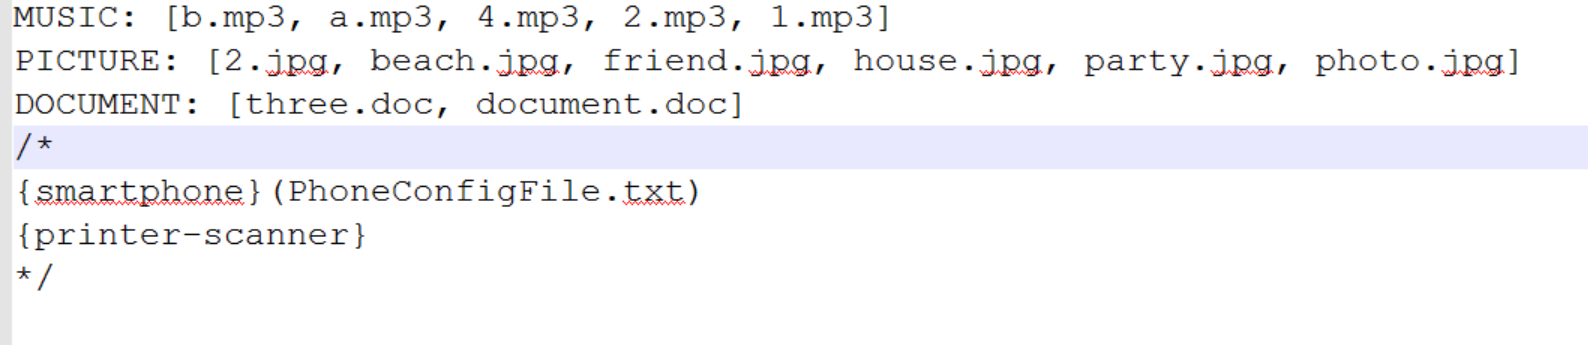 MUSIC: [b.mp3, a.mp3, 4.mp3, 2.mp3, 1.mp3]
PICTURE: [2.jpg, beach.jpg, friend.jpg, house.jpg, party.jpg, photo.jpg]
DOCUMENT: [three.doc, document.doc]
/*
{smartphone}(PhoneConfigFile.txt)
{printer-scanner}
*/